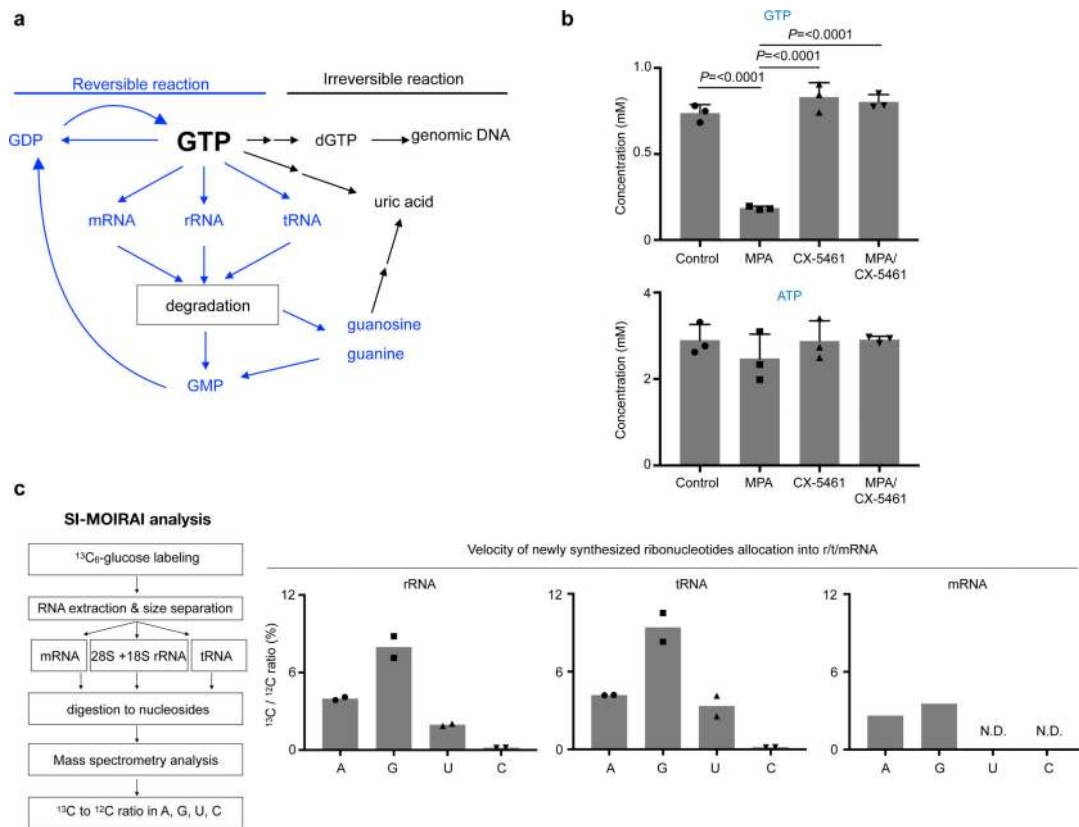 a
Reversible reaction
Irreversible reaction
GDP
GTP
dGTP
genomic DNA
mRNA
rRNA
tRNA
uric acid
degradation
guanosine
guanine
GMP
b
GTP
P=<0.0001
P=<0.0001
P=<0.0001
Concentration (mM)
1.0
0.5
0
Control
MPA
CX-5461
MPA/
CX-5461
ATP
Concentration (mM)
4
2
0
Control
MPA
CX-5461
MPA/
CX-5461
c
SI-MOIRAI analysis
¹³C₆-glucose labeling
RNA extraction & size separation
mRNA
28S +18S rRNA
tRNA
digestion to nucleosides
Mass spectrometry analysis
¹³C to ¹²C ratio in A, G, U, C
Velocity of newly synthesized ribonucleotides allocation into r/t/mRNA
rRNA
¹³C / ¹²C ratio (%)
12
6
0
A G U C
tRNA
12
6
0
A G U C
mRNA
12
6
0
N.D. N.D.
A G U C